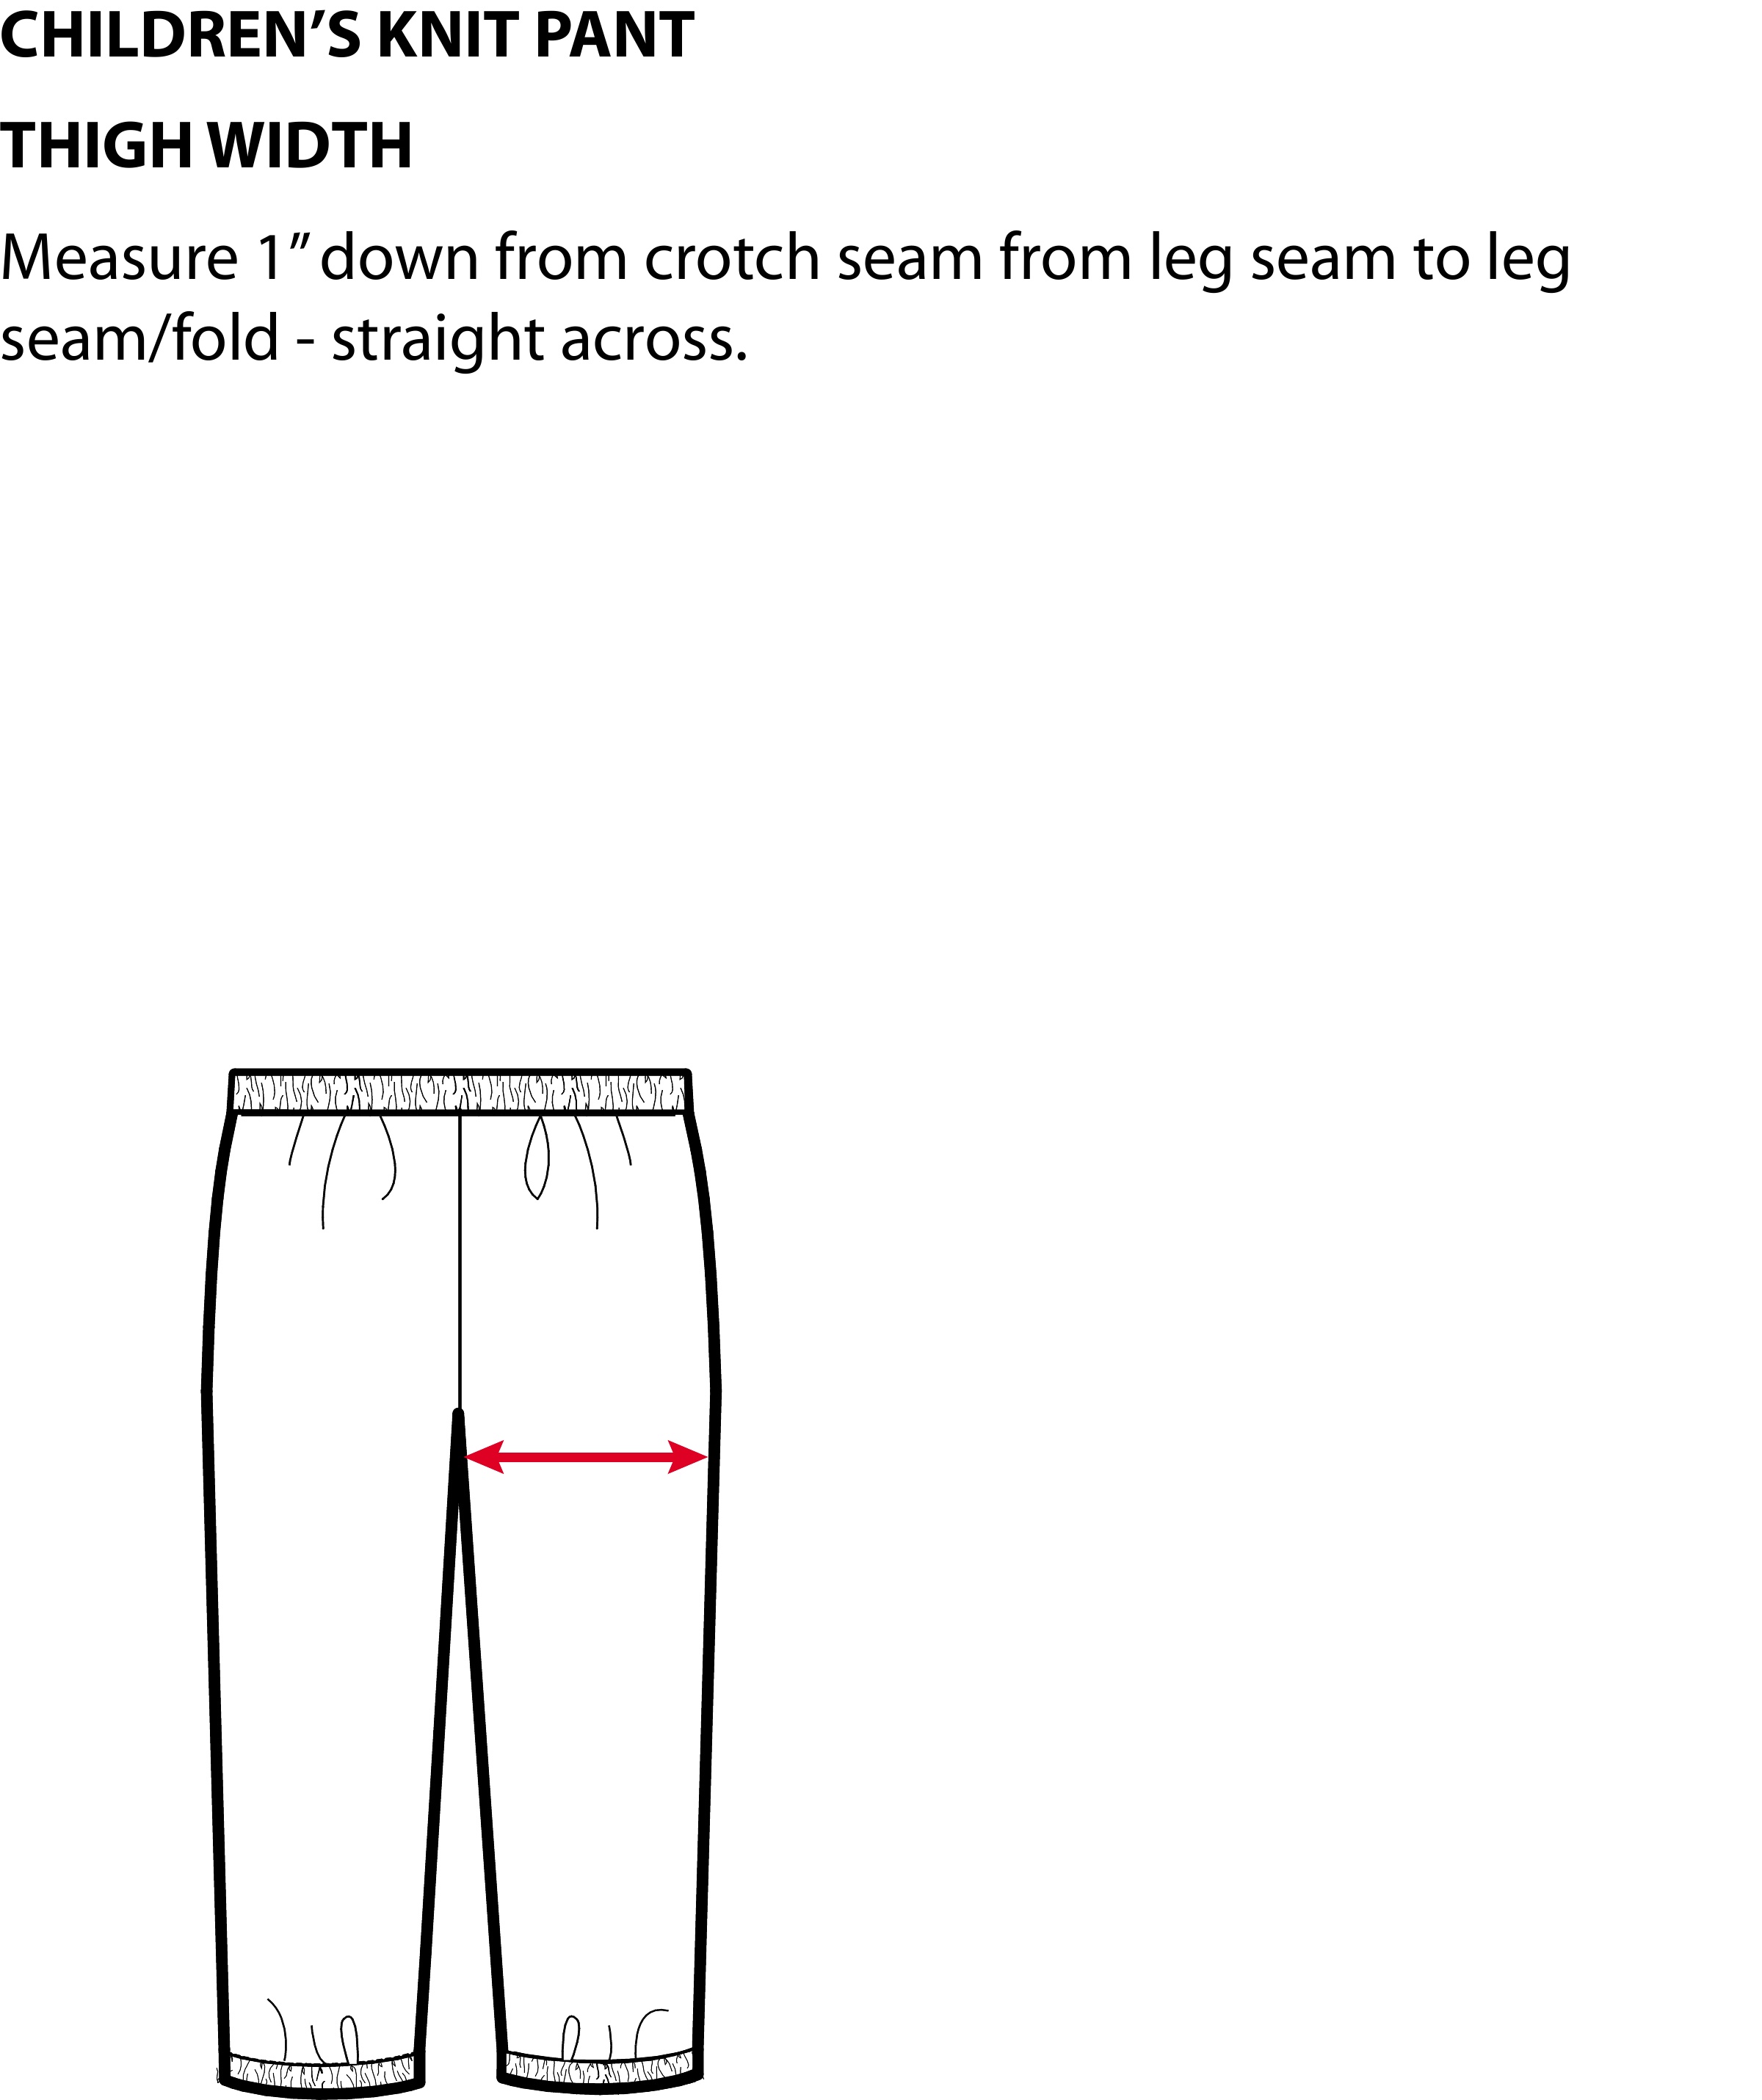 CHILDREN’S KNIT PANT
THIGH WIDTH
Measure 1” down from crotch seam from leg seam to leg
seam/fold - straight across.